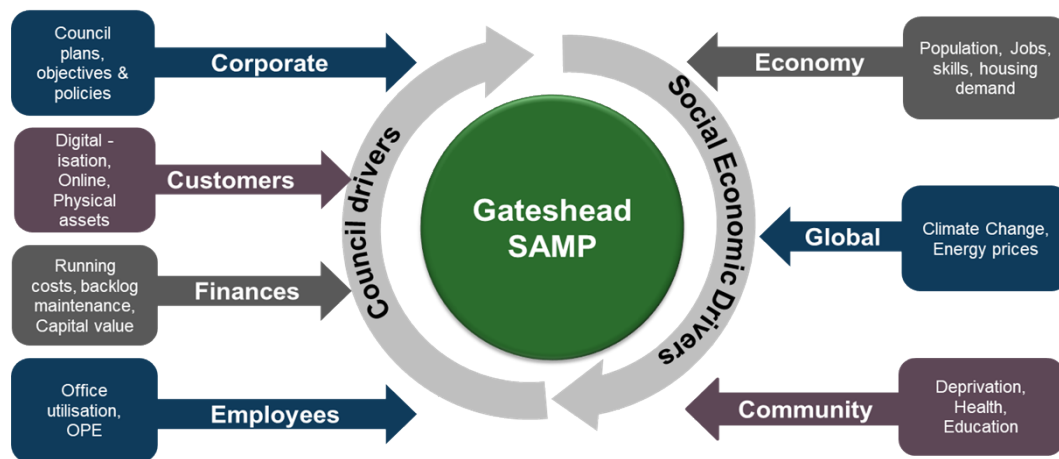 Council
plans,
objectives &
policies
Corporate
Digital -
isation,
Online,
Physical
assets
Customers
Running
costs, backlog
maintenance,
Capital value
Finances
Office
utilisation,
OPE
Employees
Council drivers
Gateshead
SAMP
Social Economic Drivers
Economy
Population, Jobs,
skills, housing
demand
Global
Climate Change,
Energy prices
Community
Deprivation,
Health,
Education